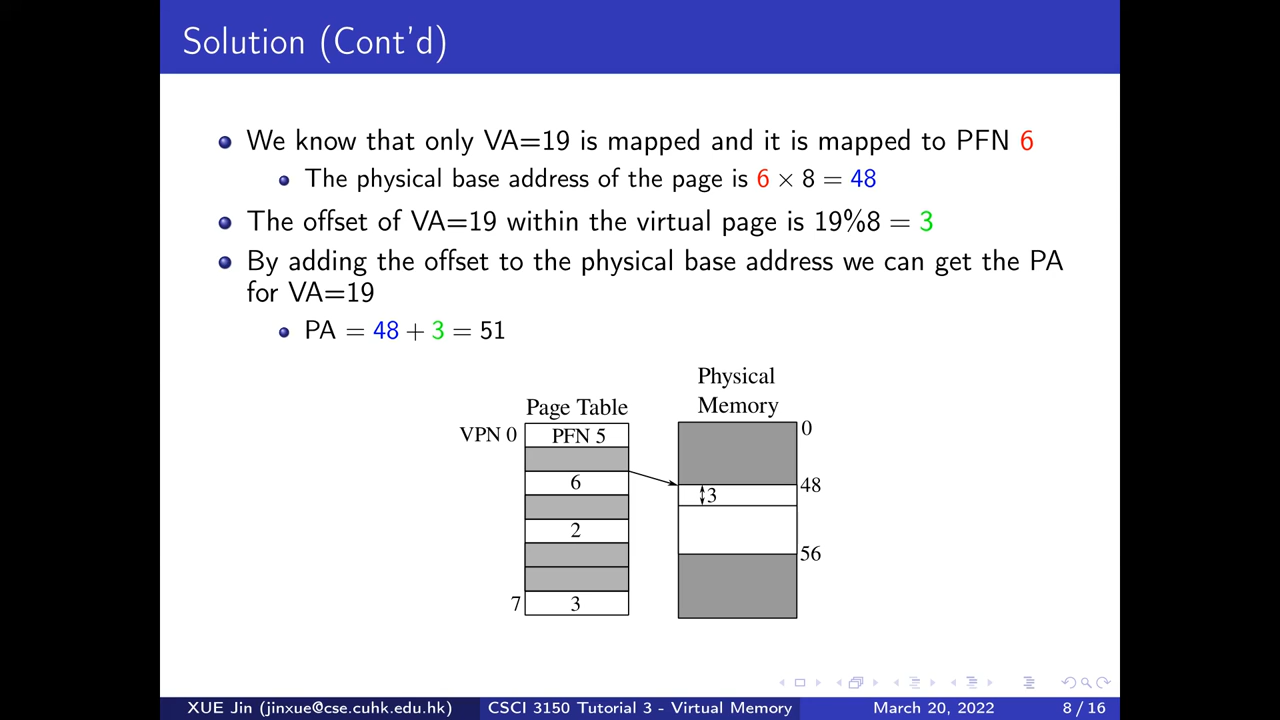 Solution (Cont'd)
We know that only VA=19 is mapped and it is mapped to PFN 6
The physical base address of the page is 6 × 8 = 48
The offset of VA=19 within the virtual page is 19%8 = 3
By adding the offset to the physical base address we can get the PA
for VA=19
PA = 48 + 3 = 51
Physical
Memory
Page Table
VPN 0
PFN 5
6
2
7
3
0
48
3
56
XUE Jin (jinxue@cse.cuhk.edu.hk)
CSCI 3150 Tutorial 3 - Virtual Memory
March 20, 2022
8 / 16